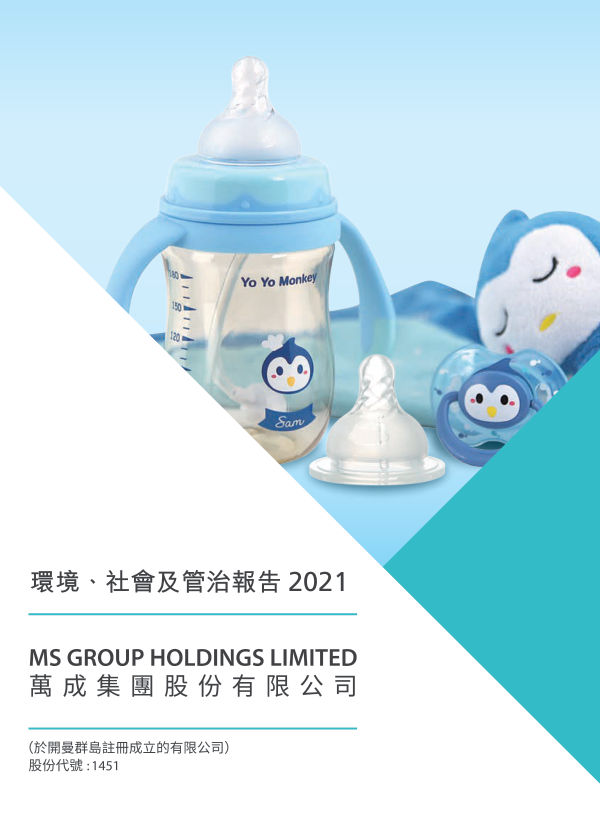 180
150
120
Yo Yo Monkey
Sam
環境、社會及管治報告 2021
MS GROUP HOLDINGS LIMITED
萬成集團股份有限公司
（於開曼群島註冊成立的有限公司）
股份代號 : 1451